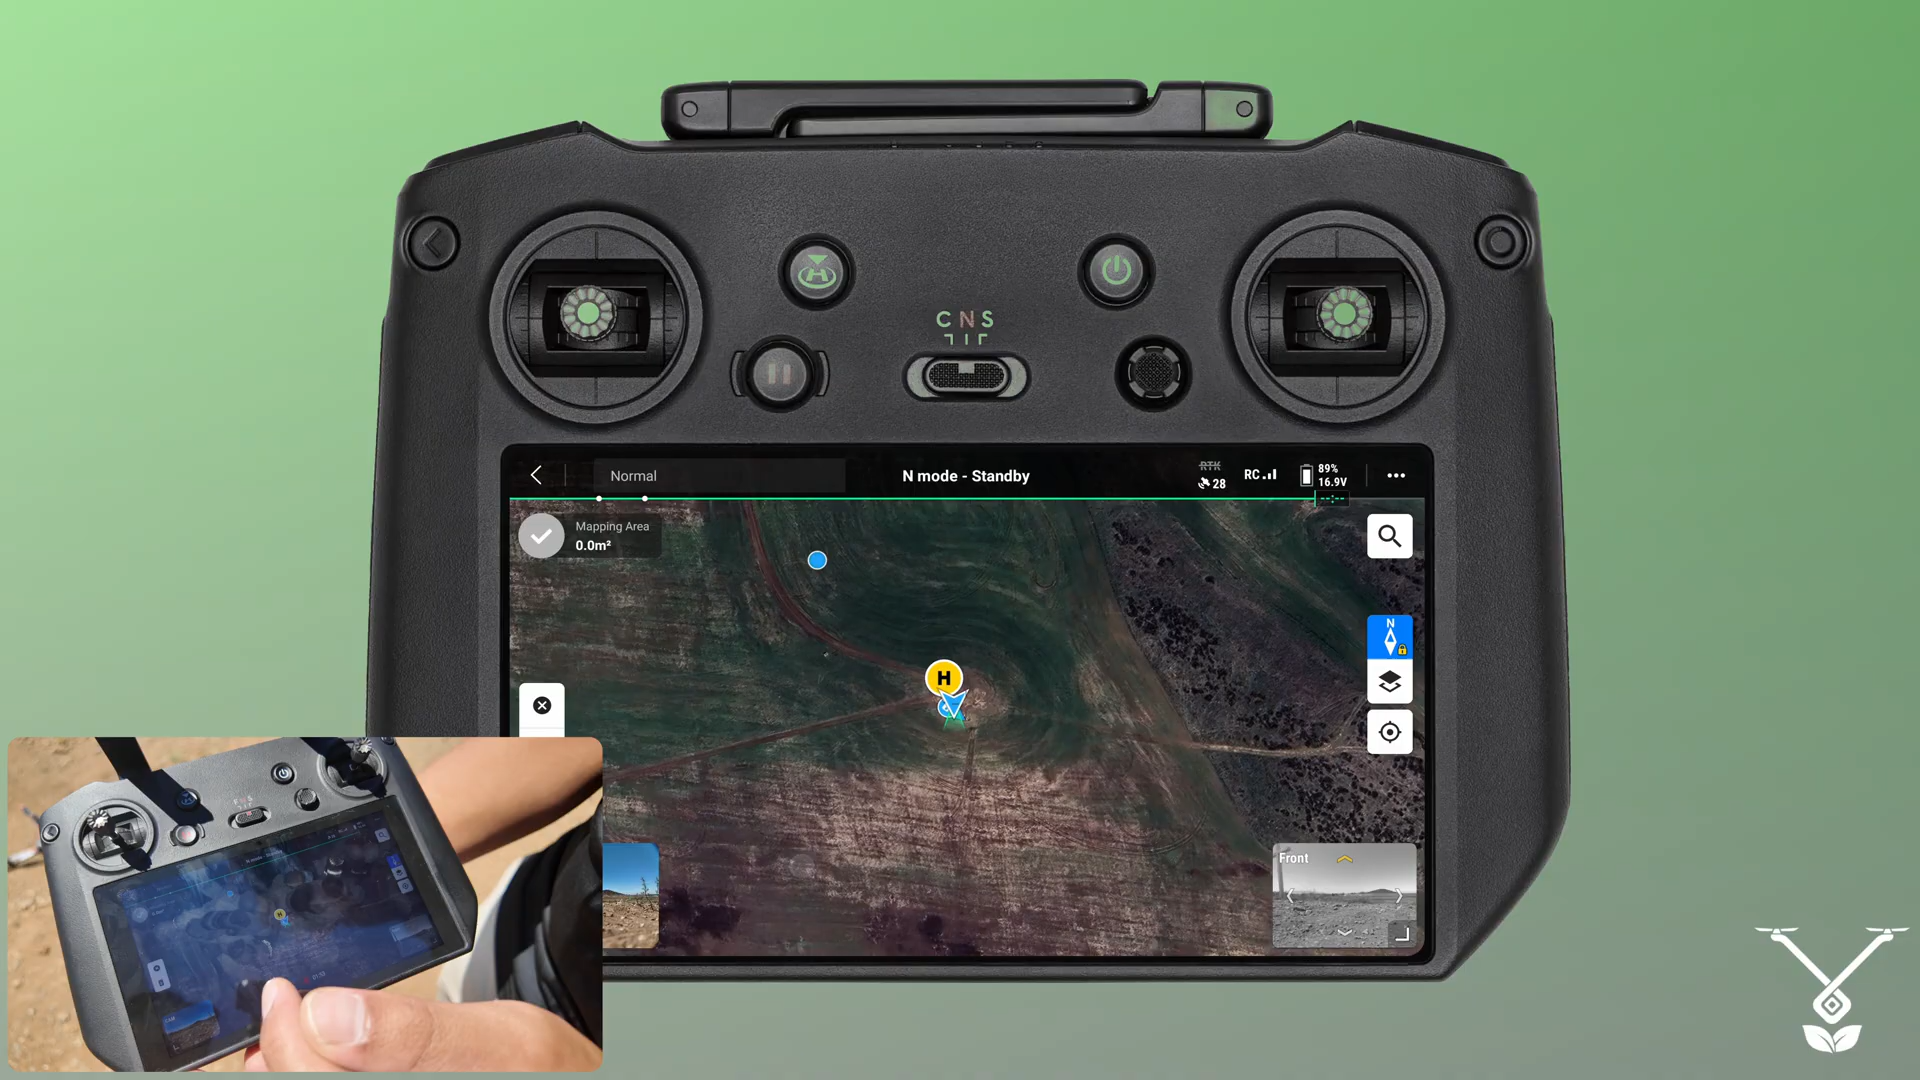 C N S
Normal
N mode - Standby
RTK
28
RC
89%
16.9V
Mapping Area
0.0m²
N
H
Front